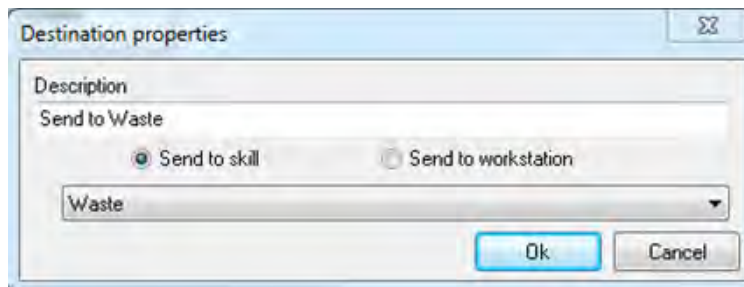 Destination properties
Description
Send to Waste
Send to skill Send to workstation
Waste
Ok Cancel